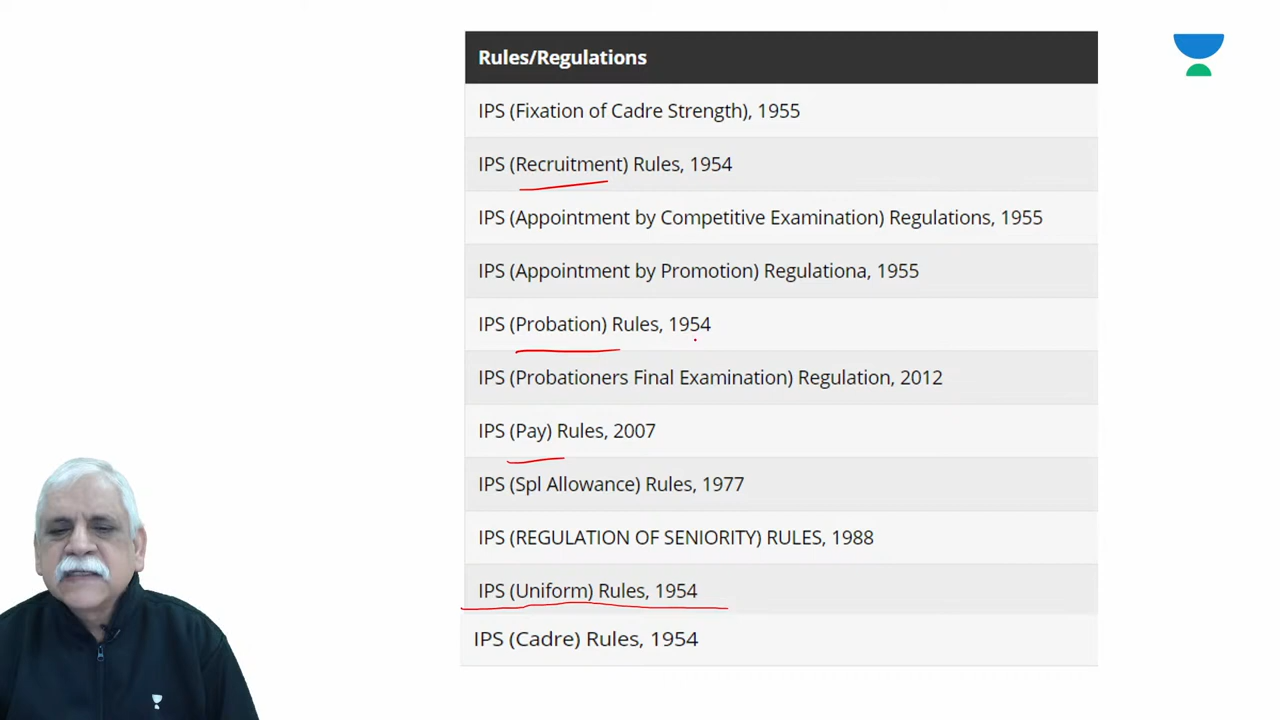 Rules/Regulations
IPS (Fixation of Cadre Strength), 1955
IPS (Recruitment) Rules, 1954
IPS (Appointment by Competitive Examination) Regulations, 1955
IPS (Appointment by Promotion) Regulationa, 1955
IPS (Probation) Rules, 1954
IPS (Probationers Final Examination) Regulation, 2012
IPS (Pay) Rules, 2007
IPS (Spl Allowance) Rules, 1977
IPS (REGULATION OF SENIORITY) RULES, 1988
IPS (Uniform) Rules, 1954
IPS (Cadre) Rules, 1954